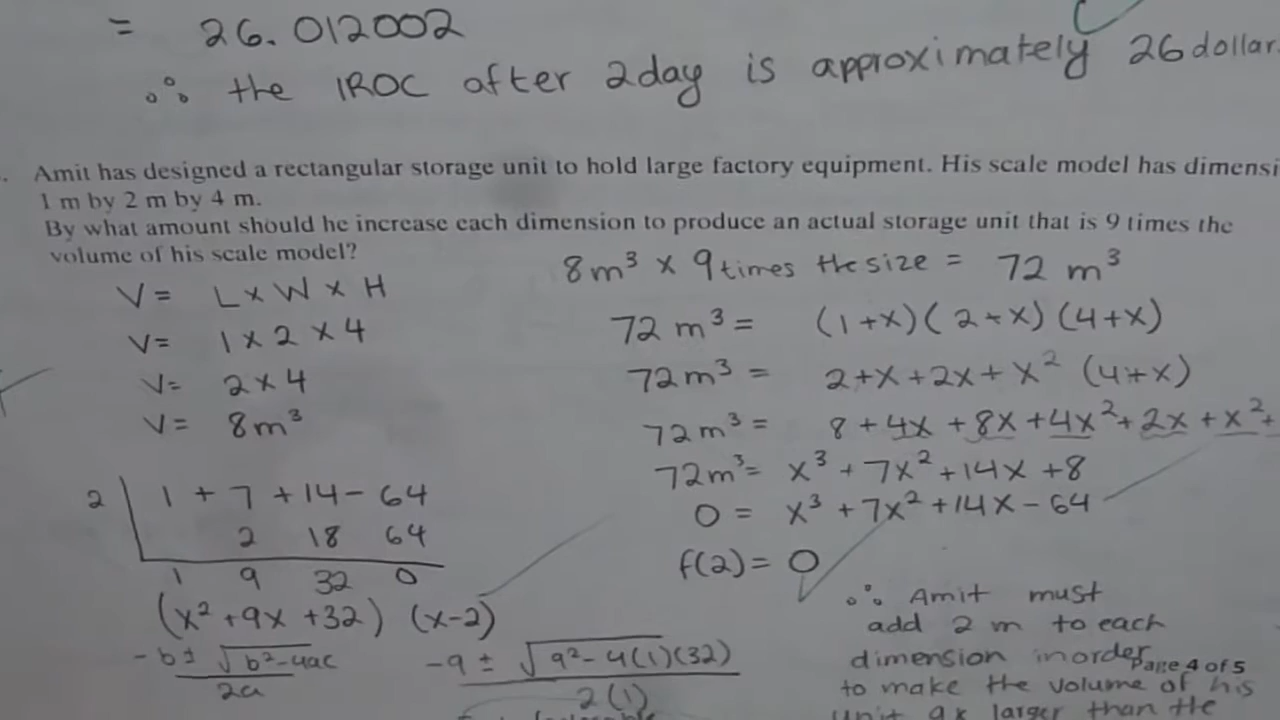 = 26.012002
∴ the IROC after 2day is approximately 26 dollar
Amit has designed a rectangular storage unit to hold large factory equipment. His scale model has dimensi
1 m by 2 m by 4 m.
By what amount should he increase each dimension to produce an actual storage unit that is 9 times the
volume of his scale model?
8m³ × 9 times the size = 72 m³
V = L × W × H
V = 1 × 2 × 4
V = 2 × 4
V = 8m³
72 m³ = (1+x)(2+x)(4+x)
72m³ = 2+x+2x+x² (4+x)
72m³ = 8+4x+8x+4x²+2x+x²+
72m³ = x³+7x²+14x+8
0 = x³+7x²+14x-64
f(2) = 0
2 | 1 + 7 + 14 - 64
2 18 64
1 9 32 0
(x²+9x+32) (x-2)
-b ± √b²-4ac
2a
-9 ± √9²-4(1)(32)
2(1)
∴ Amit must
add 2 m to each
dimension inorder
Page 4 of 5
to make the volume of his
unit 9x larger than the